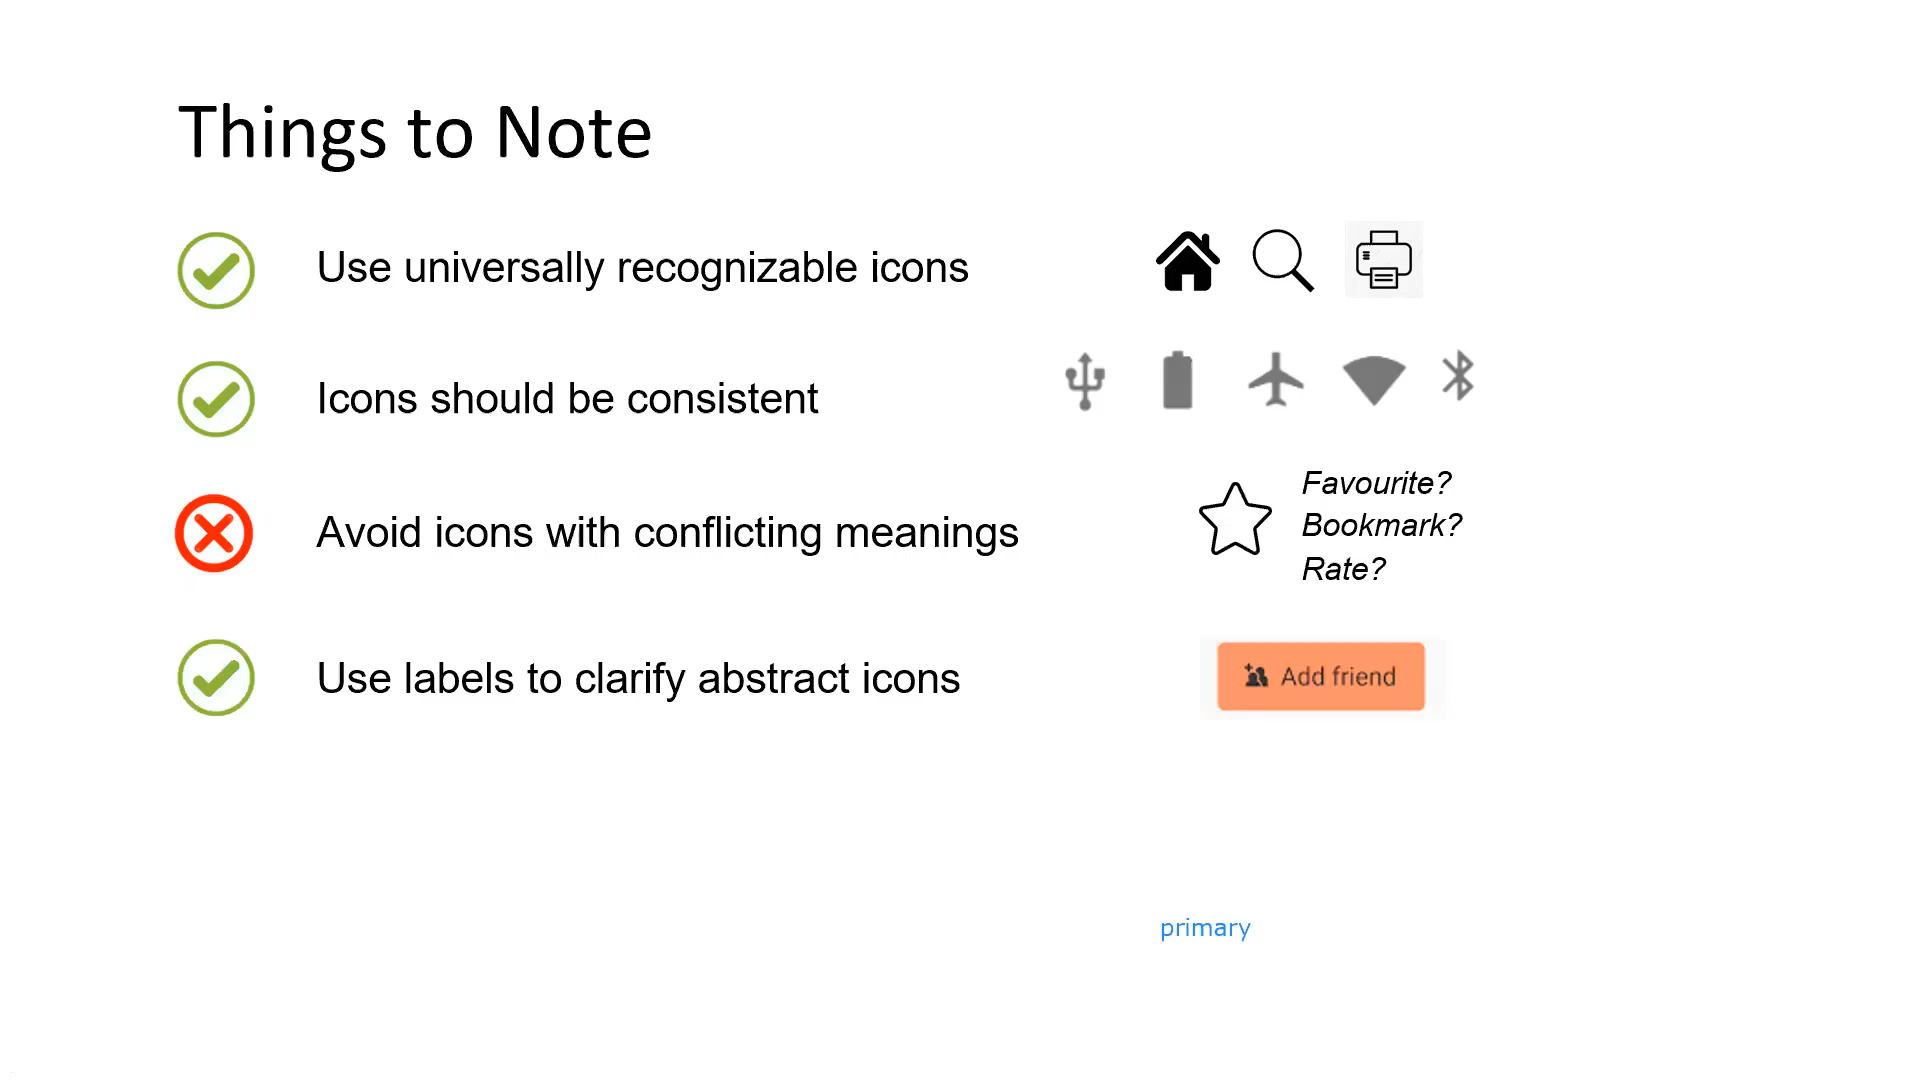 Things to Note
Use universally recognizable icons
Icons should be consistent
Avoid icons with conflicting meanings
Favourite?
Bookmark?
Rate?
Use labels to clarify abstract icons
Add friend
primary